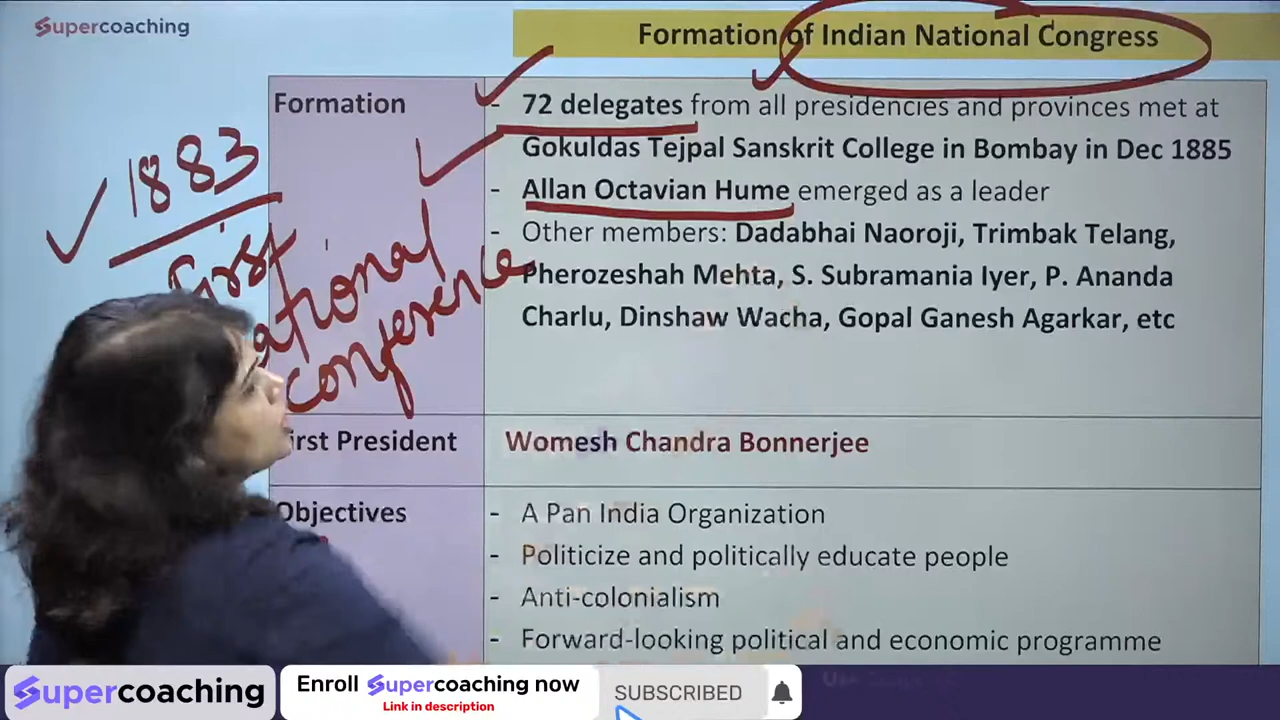 Supercoaching
Formation of Indian National Congress
Formation
- 72 delegates from all presidencies and provinces met at
Gokuldas Tejpal Sanskrit College in Bombay in Dec 1885
- Allan Octavian Hume emerged as a leader
- Other members: Dadabhai Naoroji, Trimbak Telang,
Pherozeshah Mehta, S. Subramania Iyer, P. Ananda
Charlu, Dinshaw Wacha, Gopal Ganesh Agarkar, etc
1883
First
ational
conference
irst President
Womesh Chandra Bonnerjee
Objectives
- A Pan India Organization
- Politicize and politically educate people
- Anti-colonialism
- Forward-looking political and economic programme
Supercoaching
Enroll Supercoaching now
Link in description
SUBSCRIBED